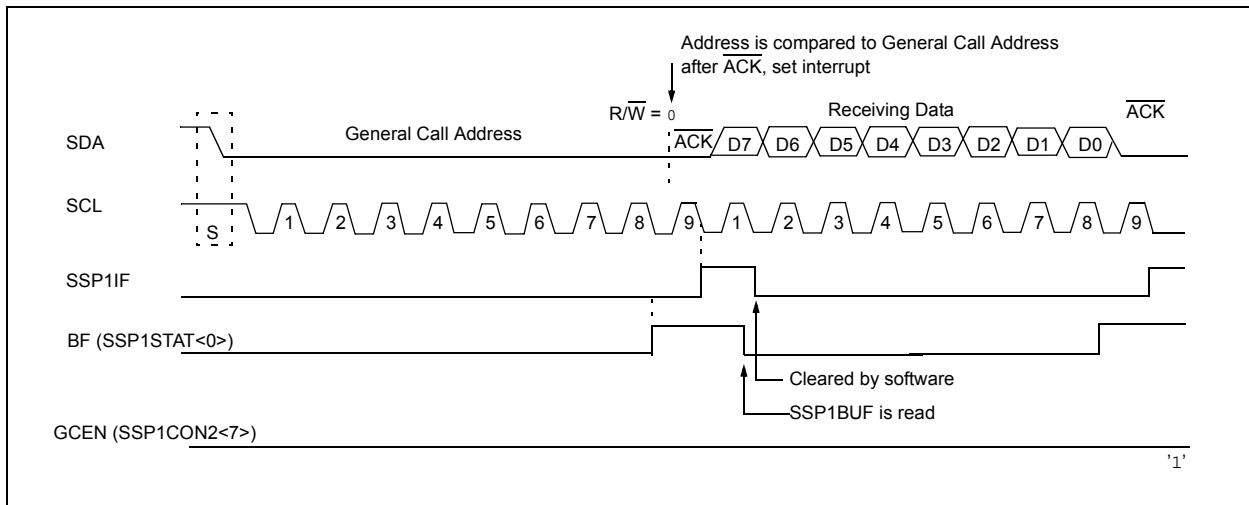 Address is compared to General Call Address
after ACK, set interrupt
R/W = 0
Receiving Data
ACK
SDA
General Call Address
ACK D7 D6 D5 D4 D3 D2 D1 D0
SCL
S
1 2 3 4 5 6 7 8 9 1 2 3 4 5 6 7 8 9
SSP1IF
BF (SSP1STAT<0>)
Cleared by software
SSP1BUF is read
GCEN (SSP1CON2<7>)
'1'